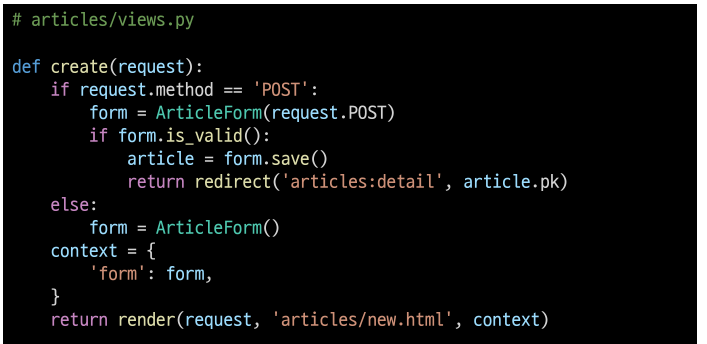 # articles/views.py

def create(request):
    if request.method == 'POST':
        form = ArticleForm(request.POST)
        if form.is_valid():
            article = form.save()
            return redirect('articles:detail', article.pk)
    else:
        form = ArticleForm()
    context = {
        'form': form,
    }
    return render(request, 'articles/new.html', context)